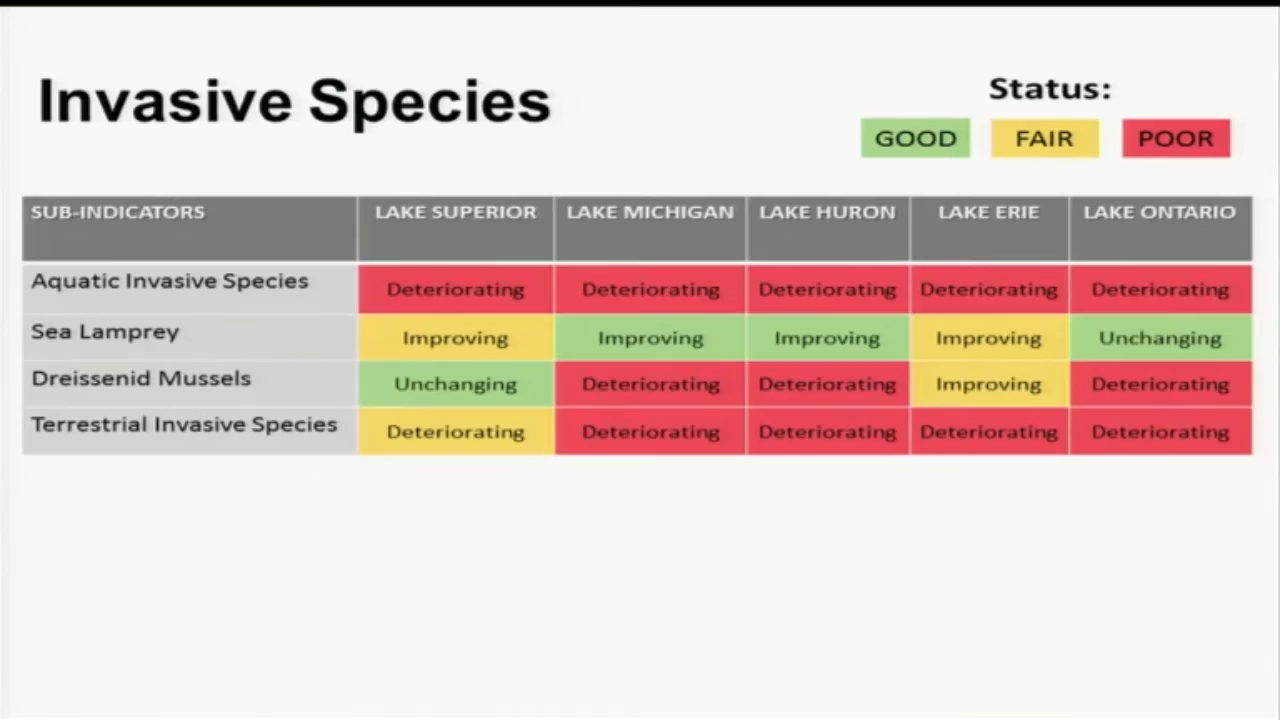 Invasive Species
Status:
GOOD FAIR POOR
SUB-INDICATORS LAKE SUPERIOR LAKE MICHIGAN LAKE HURON LAKE ERIE LAKE ONTARIO
Aquatic Invasive Species Deteriorating Deteriorating Deteriorating Deteriorating Deteriorating
Sea Lamprey Improving Improving Improving Improving Unchanging
Dreissenid Mussels Unchanging Deteriorating Deteriorating Improving Deteriorating
Terrestrial Invasive Species Deteriorating Deteriorating Deteriorating Deteriorating Deteriorating